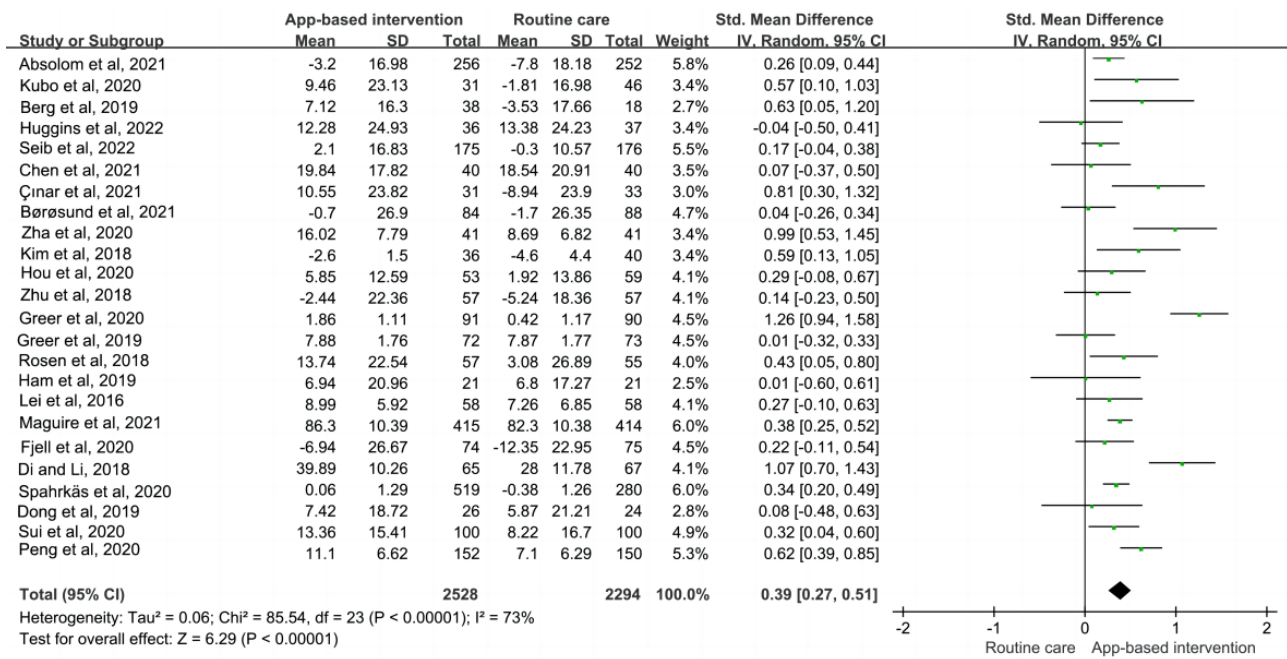 App-based intervention Routine care Std. Mean Difference Std. Mean Difference
Study or Subgroup Mean SD Total Mean SD Total Weight IV, Random, 95% CI IV, Random, 95% CI
Absolom et al, 2021 -3.2 16.98 256 -7.8 18.18 252 5.8% 0.26 [0.09, 0.44]
Kubo et al, 2020 9.46 23.13 31 -1.81 16.98 46 3.4% 0.57 [0.10, 1.03]
Berg et al, 2019 7.12 16.3 38 -3.53 17.66 18 2.7% 0.63 [0.05, 1.20]
Huggins et al, 2022 12.28 24.93 36 13.38 24.23 37 3.4% -0.04 [-0.50, 0.41]
Seib et al, 2022 2.1 16.83 175 -0.3 10.57 176 5.5% 0.17 [-0.04, 0.38]
Chen et al, 2021 19.84 17.82 40 18.54 20.91 40 3.5% 0.07 [-0.37, 0.50]
Çınar et al, 2021 10.55 23.82 31 -8.94 23.9 33 3.0% 0.81 [0.30, 1.32]
Børøsund et al, 2021 -0.7 26.9 84 -1.7 26.35 88 4.7% 0.04 [-0.26, 0.34]
Zha et al, 2020 16.02 7.79 41 8.69 6.82 41 3.4% 0.99 [0.53, 1.45]
Kim et al, 2018 -2.6 1.5 36 -4.6 4.4 40 3.4% 0.59 [0.13, 1.05]
Hou et al, 2020 5.85 12.59 53 1.92 13.86 59 4.1% 0.29 [-0.08, 0.67]
Zhu et al, 2018 -2.44 22.36 57 -5.24 18.36 57 4.1% 0.14 [-0.23, 0.50]
Greer et al, 2020 1.86 1.11 91 0.42 1.17 90 4.5% 1.26 [0.94, 1.58]
Greer et al, 2019 7.88 1.76 72 7.87 1.77 73 4.5% 0.01 [-0.32, 0.33]
Rosen et al, 2018 13.74 22.54 57 3.08 26.89 55 4.0% 0.43 [0.05, 0.80]
Ham et al, 2019 6.94 20.96 21 6.8 17.27 21 2.5% 0.01 [-0.60, 0.61]
Lei et al, 2016 8.99 5.92 58 7.26 6.85 58 4.1% 0.27 [-0.10, 0.63]
Maguire et al, 2021 86.3 10.39 415 82.3 10.38 414 6.0% 0.38 [0.25, 0.52]
Fjell et al, 2020 -6.94 26.67 74 -12.35 22.95 75 4.5% 0.22 [-0.11, 0.54]
Di and Li, 2018 39.89 10.26 65 28 11.78 67 4.1% 1.07 [0.70, 1.43]
Spahrkäs et al, 2020 0.06 1.29 519 -0.38 1.26 280 6.0% 0.34 [0.20, 0.49]
Dong et al, 2019 7.42 18.72 26 5.87 21.21 24 2.8% 0.08 [-0.48, 0.63]
Sui et al, 2020 13.36 15.41 100 8.22 16.7 100 4.9% 0.32 [0.04, 0.60]
Peng et al, 2020 11.1 6.62 152 7.1 6.29 150 5.3% 0.62 [0.39, 0.85]
Total (95% CI) 2528 2294 100.0% 0.39 [0.27, 0.51]
Heterogeneity: Tau² = 0.06; Chi² = 85.54, df = 23 (P < 0.00001); I² = 73%
Test for overall effect: Z = 6.29 (P < 0.00001)
-2 -1 0 1 2
Routine care App-based intervention